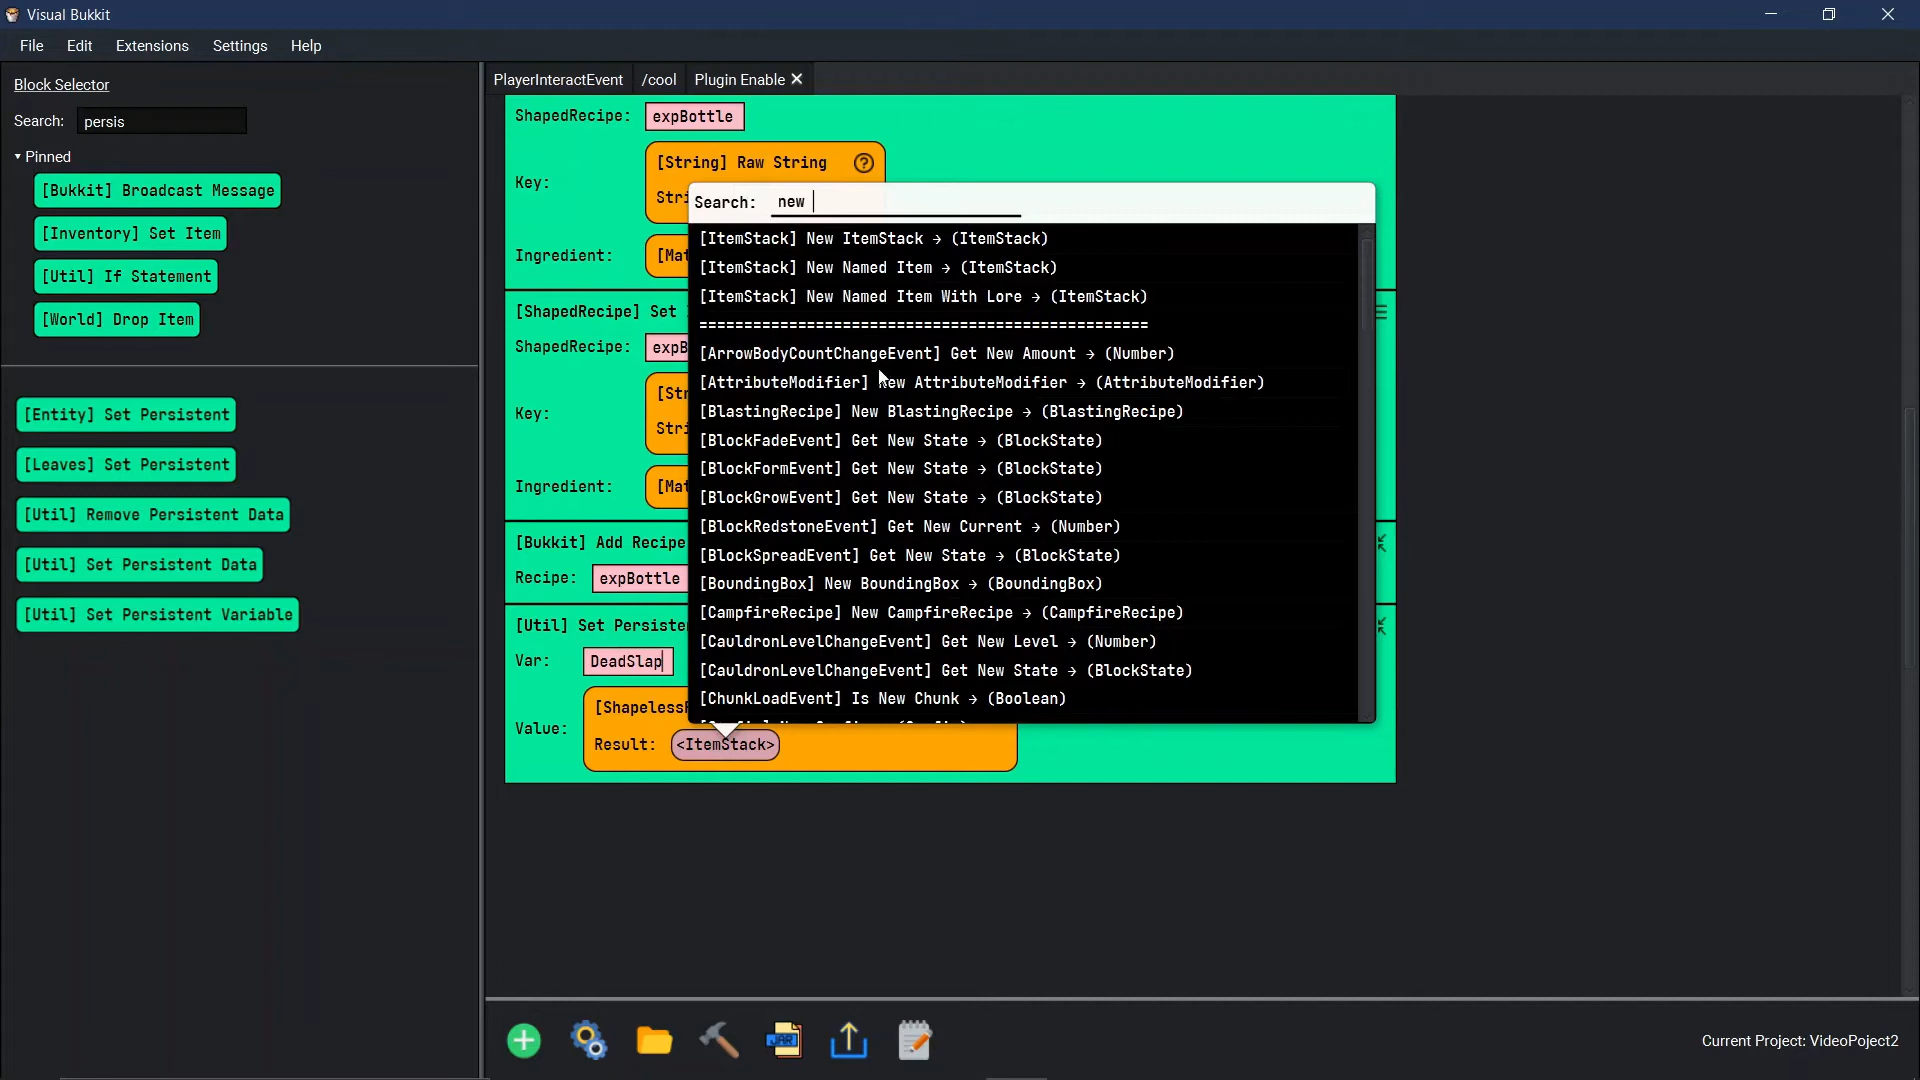 Visual Bukkit
File Edit Extensions Settings Help
Block Selector
Search: persis
Pinned
[Bukkit] Broadcast Message
[Inventory] Set Item
[Util] If Statement
[World] Drop Item
[Entity] Set Persistent
[Leaves] Set Persistent
[Util] Remove Persistent Data
[Util] Set Persistent Data
[Util] Set Persistent Variable
PlayerInteractEvent /cool Plugin Enable
ShapedRecipe: expBottle
[String] Raw String ?
Key:
Ingredient:
[ShapedRecipe] Set
ShapedRecipe:
Key:
Ingredient:
[Bukkit] Add Recipe
Recipe: expBottle
[Util] Set
Var: DeadSlap
Value:
Result: <ItemStack>
Search: new
[ItemStack] New ItemStack → (ItemStack)
[ItemStack] New Named Item → (ItemStack)
[ItemStack] New Named Item With Lore → (ItemStack)
==================================================
[ArrowBodyCountChangeEvent] Get New Amount → (Number)
[AttributeModifier] New AttributeModifier → (AttributeModifier)
[BlastingRecipe] New BlastingRecipe → (BlastingRecipe)
[BlockFadeEvent] Get New State → (BlockState)
[BlockFormEvent] Get New State → (BlockState)
[BlockGrowEvent] Get New State → (BlockState)
[BlockRedstoneEvent] Get New Current → (Number)
[BlockSpreadEvent] Get New State → (BlockState)
[BoundingBox] New BoundingBox → (BoundingBox)
[CampfireRecipe] New CampfireRecipe → (CampfireRecipe)
[CauldronLevelChangeEvent] Get New Level → (Number)
[CauldronLevelChangeEvent] Get New State → (BlockState)
[ChunkLoadEvent] Is New Chunk → (Boolean)
JAR
Current Project: VideoPoject2